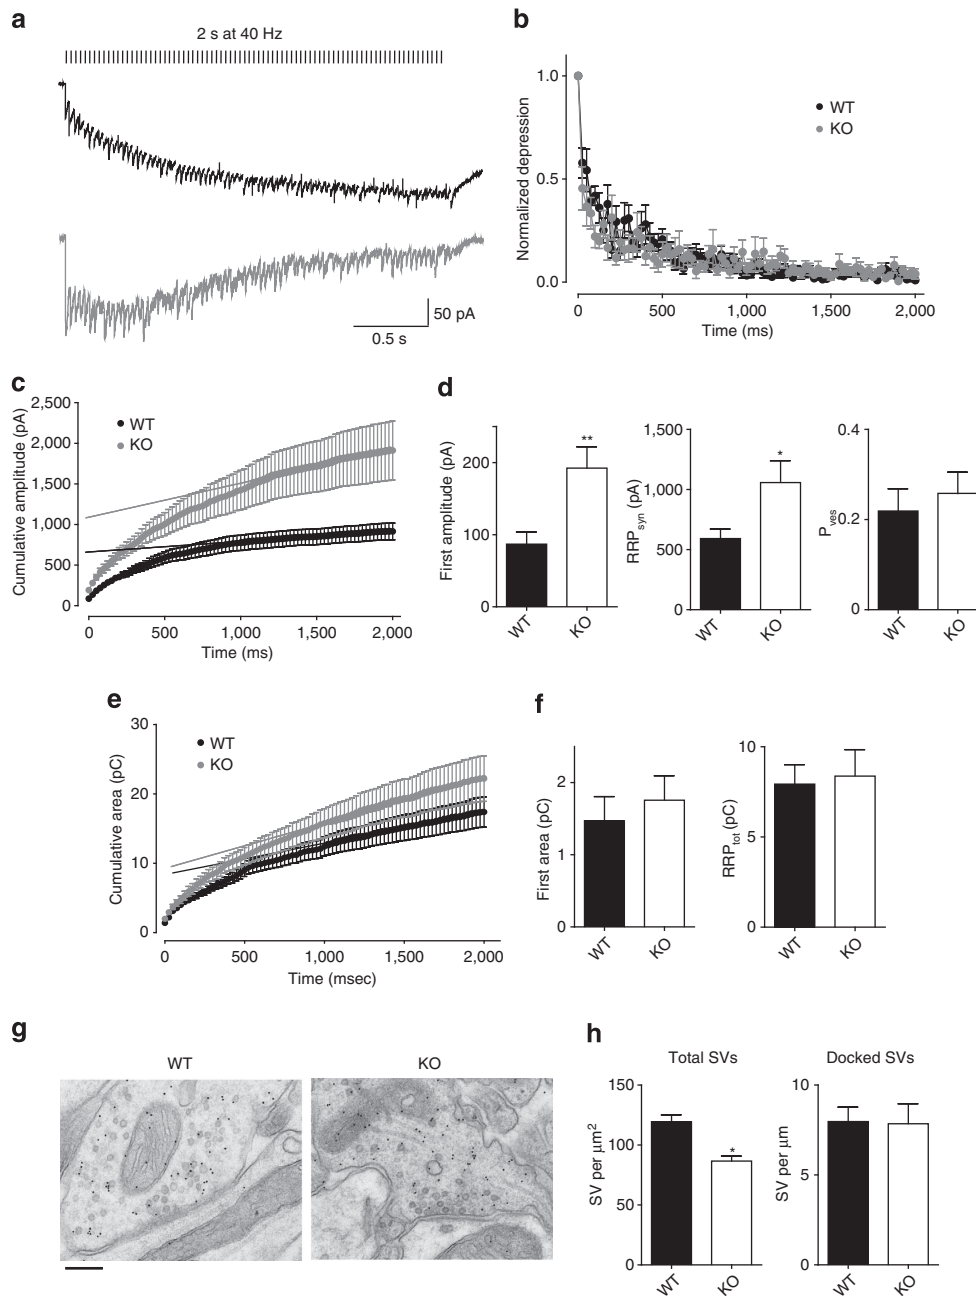 a
2 s at 40 Hz
50 pA
0.5 s
b
Normalized depression
1.0
0.5
0.0
WT
KO
0
500
1,000
1,500
2,000
Time (ms)
c
Cumulative amplitude (pA)
2,500
2,000
1,500
1,000
500
0
WT
KO
0
500
1,000
1,500
2,000
Time (ms)
d
First amplitude (pA)
200
100
0
**
WT
KO
RRPsyn (pA)
1,500
1,000
500
0
*
WT
KO
Pves
0.4
0.2
0
WT
KO
e
Cumulative area (pC)
30
20
10
0
WT
KO
0
500
1,000
1,500
2,000
Time (msec)
f
First area (pC)
2
1
0
WT
KO
RRPtot (pC)
10
5
0
WT
KO
g
WT
KO
h
Total SVs
SV per μm²
150
100
50
0
*
WT
KO
Docked SVs
SV per μm
10
5
0
WT
KO